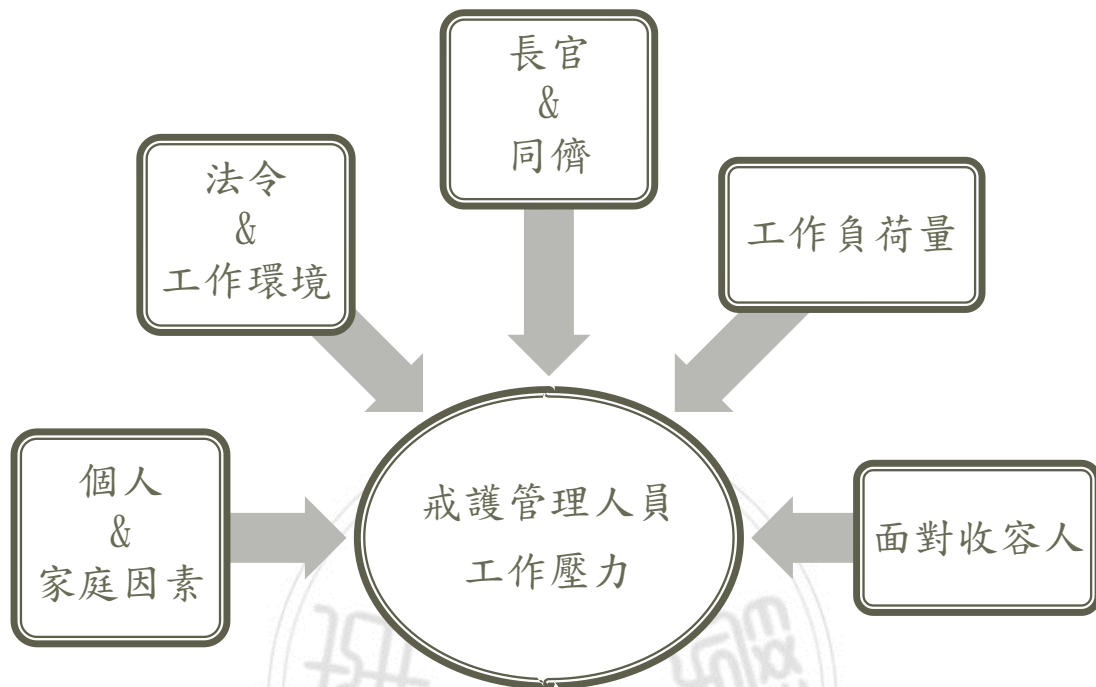 長官
&
同儕
法令
&
工作環境
工作負荷量
個人
&
家庭因素
戒護管理人員
工作壓力
面對收容人